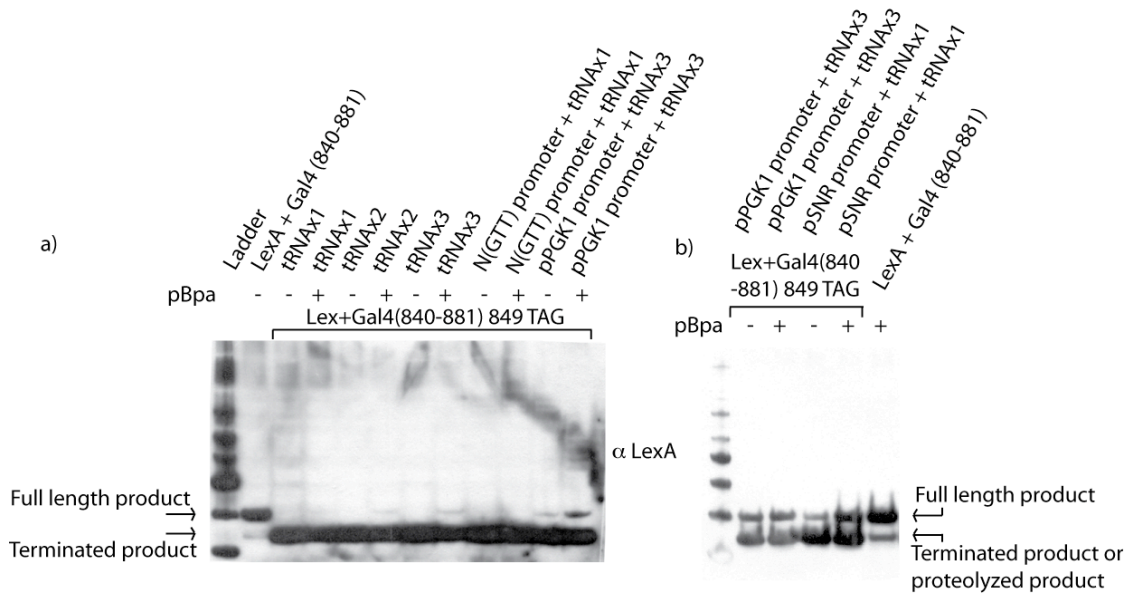 a)
Ladder
LexA + Gal4 (840-881)
tRNAx1
tRNAx1
tRNAx2
tRNAx2
tRNAx3
tRNAx3
N(GTT) promoter + tRNAx1
N(GTT) promoter + tRNAx1
pPGK1 promoter + tRNAx3
pPGK1 promoter + tRNAx3
pBpa - - + - + - + - + - +
Lex+Gal4(840-881) 849 TAG
α LexA
Full length product
Terminated product
b)
pPGK1 promoter + tRNAx3
pPGK1 promoter + tRNAx3
pSNR promoter + tRNAx1
pSNR promoter + tRNAx1
LexA + Gal4 (840-881)
Lex+Gal4(840
-881) 849 TAG
pBpa - + - + +
Full length product
Terminated product or
proteolyzed product